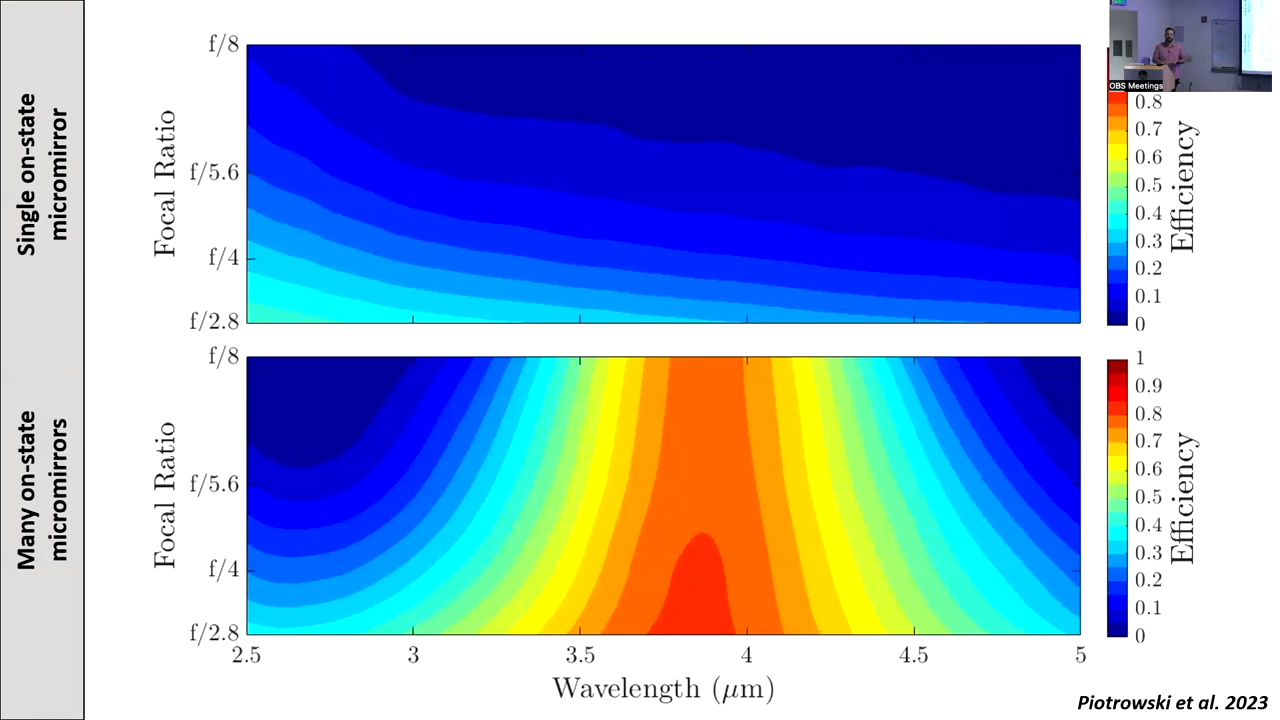 Single on-state
micromirror
Many on-state
micromirrors
Focal Ratio
f/8
f/5.6
f/4
f/2.8
0.8
0.7
0.6
0.5
0.4
0.3
0.2
0.1
0
Efficiency
OBS Meetings
Focal Ratio
f/8
f/5.6
f/4
f/2.8
2.5
3
3.5
4
4.5
5
Wavelength (μm)
1
0.9
0.8
0.7
0.6
0.5
0.4
0.3
0.2
0.1
0
Efficiency
Piotrowski et al. 2023